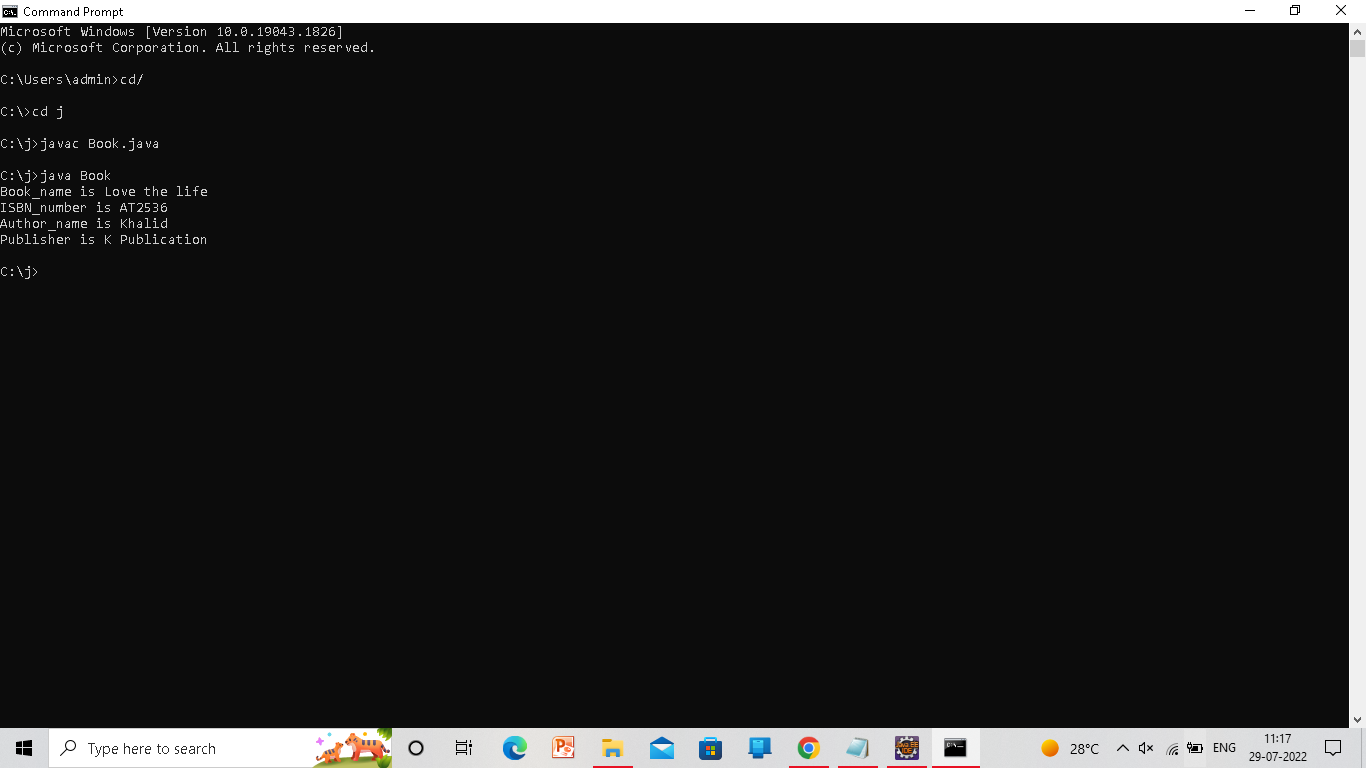 Command Prompt
Microsoft Windows [Version 10.0.19043.1826]
(c) Microsoft Corporation. All rights reserved.
C:\Users\admin>cd/
C:\>cd j
C:\j>javac Book.java
C:\j>java Book
Book_name is Love the life
ISBN_number is AT2536
Author_name is Khalid
Publisher is K Publication
C:\j>
Type here to search
28°C
ENG
11:17
29-07-2022